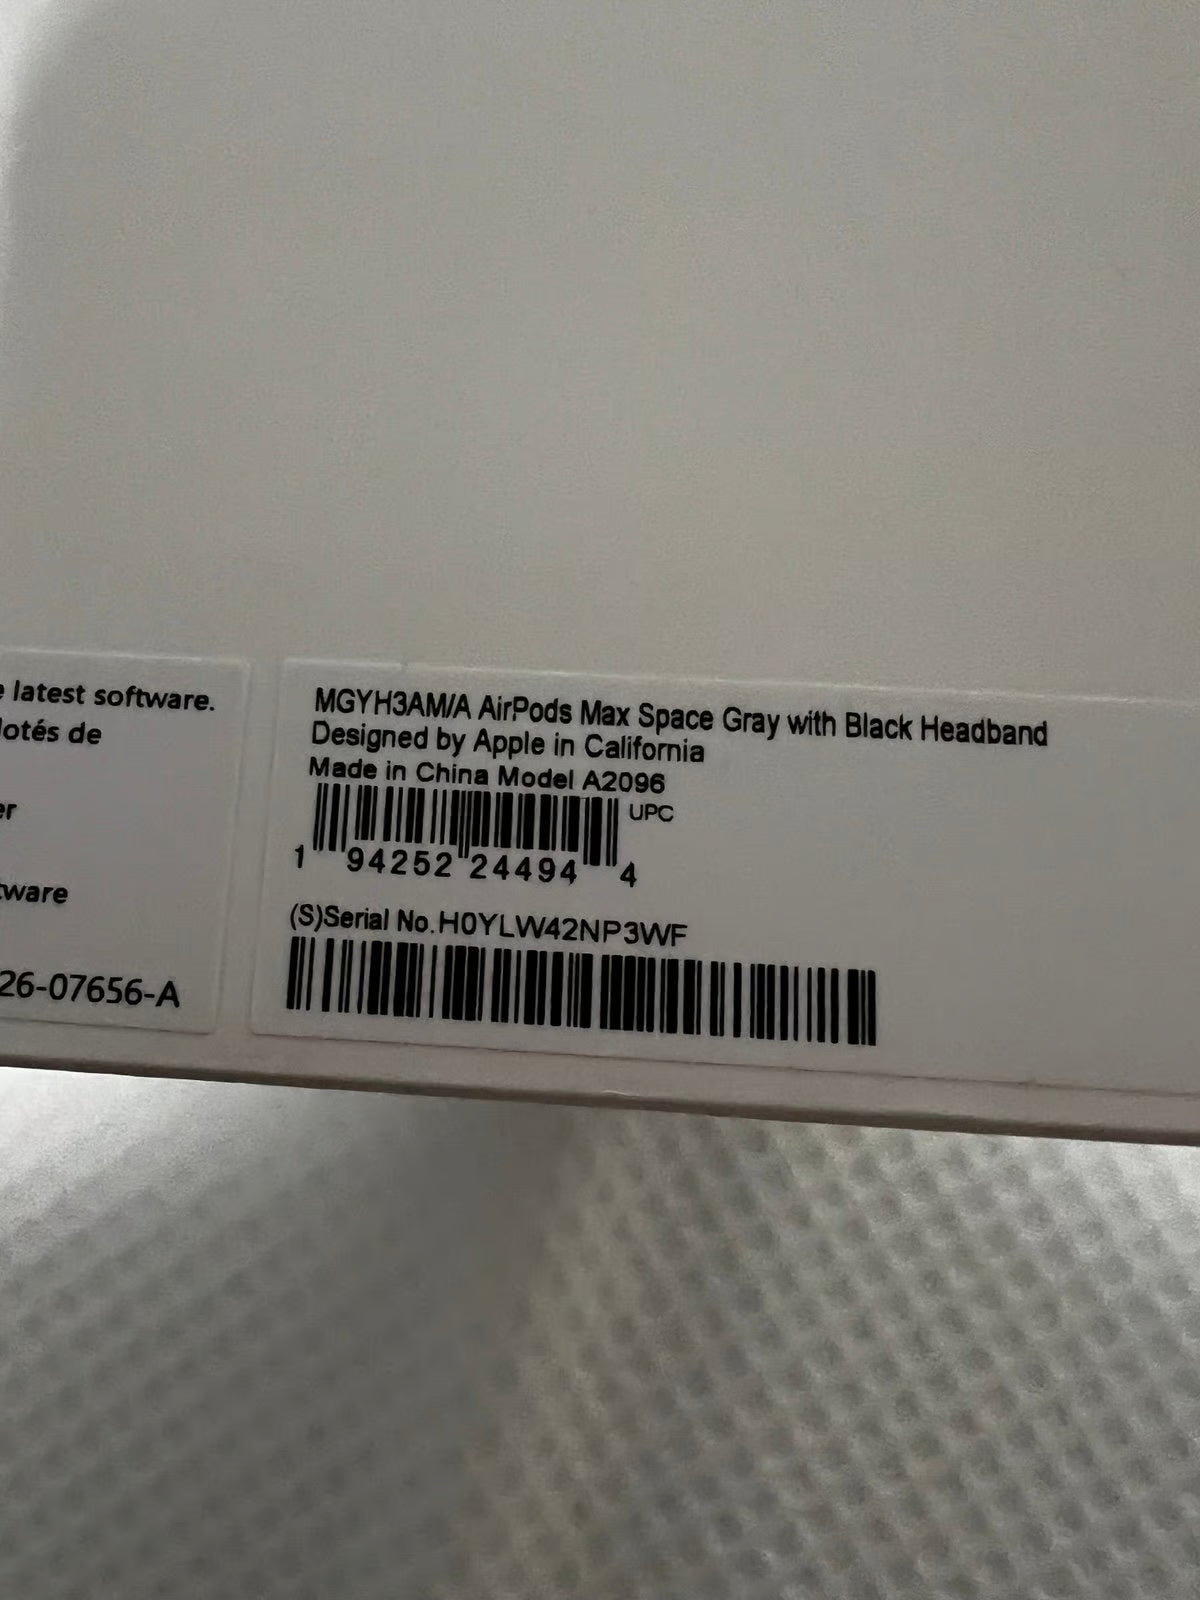 latest software.
lotés de
er
tware
26-07656-A
MGYH3AM/A AirPods Max Space Gray with Black Headband
Designed by Apple in California
Made in China Model A2096
UPC
1 94252 24494 4
(S)Serial No.H0YLW42NP3WF